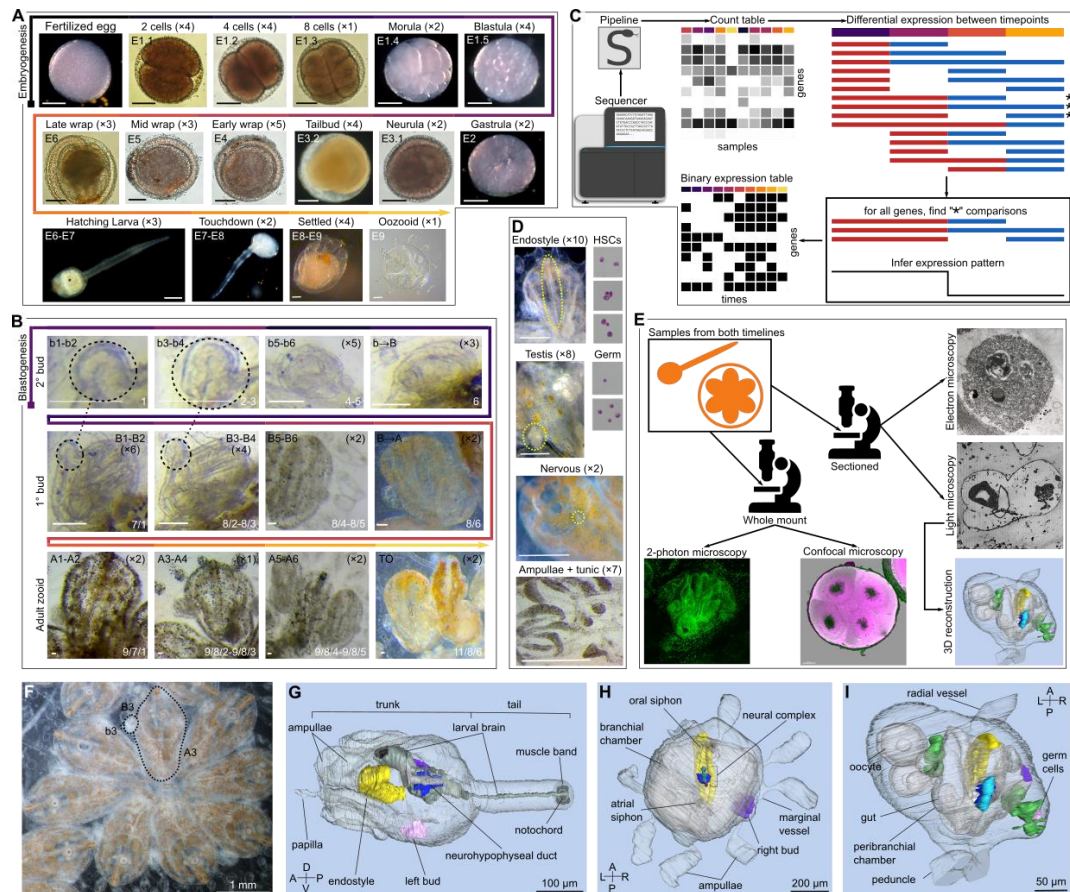 A
Embryogenesis
Fertilized egg
2 cells (×4)
4 cells (×4)
8 cells (×1)
Morula (×2)
Blastula (×4)
E1.1
E1.2
E1.3
E1.4
E1.5
Late wrap (×3)
Mid wrap (×3)
Early wrap (×5)
Tailbud (×4)
Neurula (×2)
Gastrula (×2)
E6
E5
E4
E3.2
E3.1
E2
Hatching Larva (×3)
Touchdown (×2)
Settled (×4)
Oozooid (×1)
E6-E7
E7-E8
E8-E9
E9
B
Blastogenesis
2° bud
b1-b2
b3-b4
b5-b6
(×5)
b→B
(×3)
1
2-3
4-5
6
1° bud
B1-B2
(×6)
B3-B4
(×4)
B5-B6
(×2)
B→A
(×2)
7/1
8/2-8/3
8/4-8/5
8/6
Adult zooid
A1-A2
(×2)
A3-A4
(×1)
A5-A6
(×2)
TO
(×2)
9/7/1
9/8/2-9/8/3
9/8/4-9/8/5
11/8/6
C
Pipeline
Count table
Differential expression between timepoints
S
Sequencer
genes
samples
*
*
*
Binary expression table
genes
times
for all genes, find "*" comparisons
Infer expression pattern
D
Endostyle (×10)
HSCs
Testis (×8)
Germ
Nervous (×2)
Ampullae + tunic (×7)
E
Samples from both timelines
Sectioned
Whole mount
Electron microscopy
Light microscopy
3D reconstruction
2-photon microscopy
Confocal microscopy
F
B3
b3
A3
1 mm
G
trunk
tail
ampullae
larval brain
muscle band
papilla
notochord
neurohypophyseal duct
endostyle
left bud
D
A P
V
100 µm
H
oral siphon
neural complex
branchial chamber
atrial siphon
marginal vessel
right bud
ampullae
A
L R
P
200 µm
I
radial vessel
A
L R
P
oocyte
germ cells
gut
peribranchial chamber
peduncle
50 µm